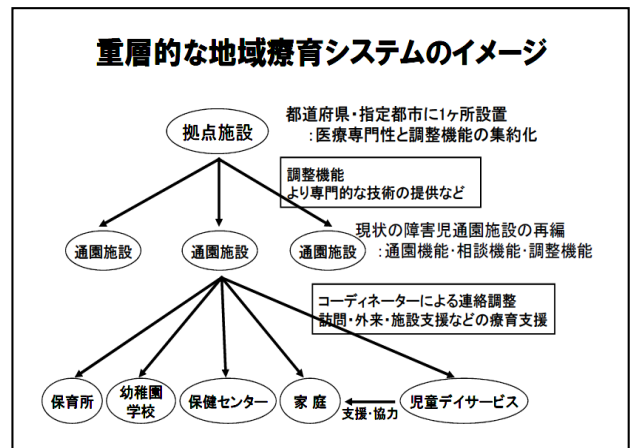 重層的な地域療育システムのイメージ
拠点施設
都道府県・指定都市に1ヶ所設置
：医療専門性と調整機能の集約化
調整機能
より専門的な技術の提供など
通園施設
通園施設
通園施設
現状の障害児通園施設の再編
：通園機能・相談機能・調整機能
コーディネーターによる連絡調整
訪問・外来・施設支援などの療育支援
保育所
幼稚園
学校
保健センター
家庭
支援・協力
児童デイサービス